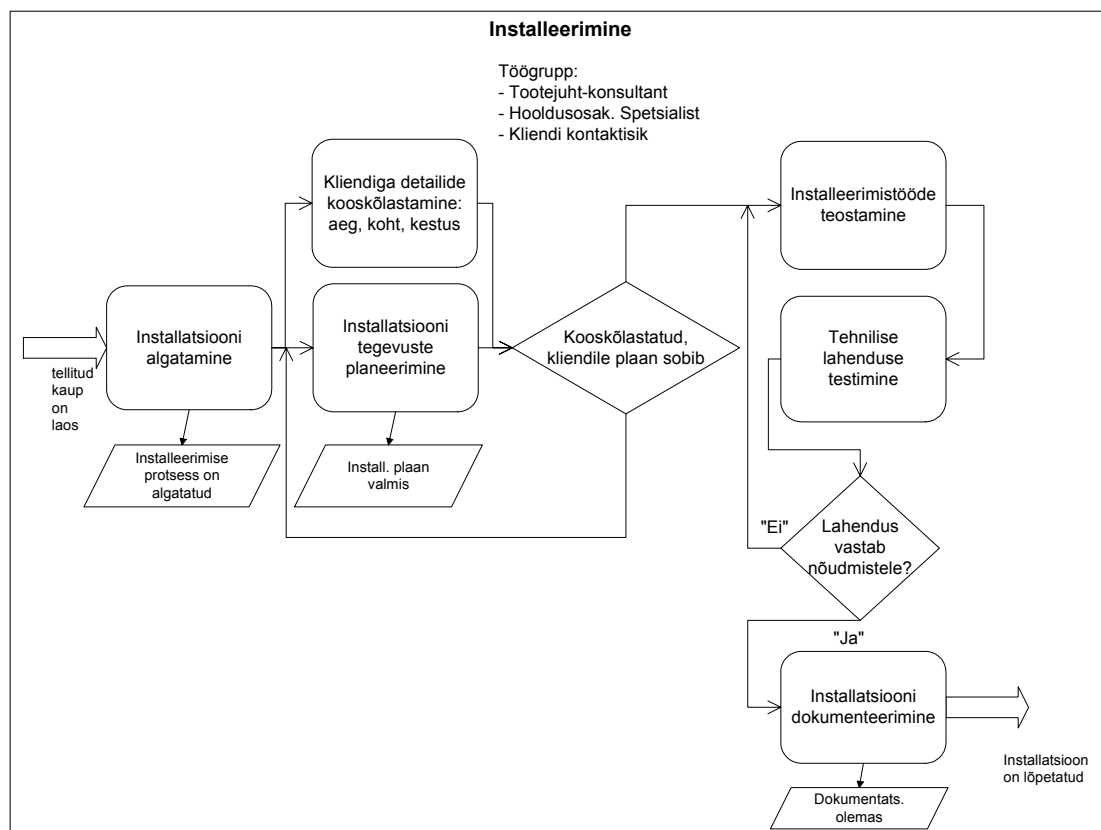 Installeerimine
Töögrupp:
- Tootejuht-konsultant
- Hooldusosak. Spetsialist
- Kliendi kontaktisik
Kliendiga detailide
kooskõlastamine:
aeg, koht, kestus
Installeerimistööde
teostamine
Installatsiooni
algatamine
Installatsiooni
tegevuste
planeerimine
Kooskõlastatud,
kliendile plaan sobib
Tehnilise
lahenduse
testimine
tellitud
kaup
on
laos
Installeerimise
protsess on
algatatud
Install. plaan
valmis
"Ei"
Lahendus
vastab
nõudmistele?
"Ja"
Installatsiooni
dokumenteerimine
Installatsioon
on lõpetatud
Dokumentats.
olemas